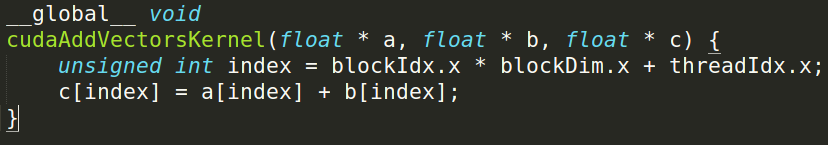 __global__ void
cudaAddVectorsKernel(float * a, float * b, float * c) {
    unsigned int index = blockIdx.x * blockDim.x + threadIdx.x;
    c[index] = a[index] + b[index];
}